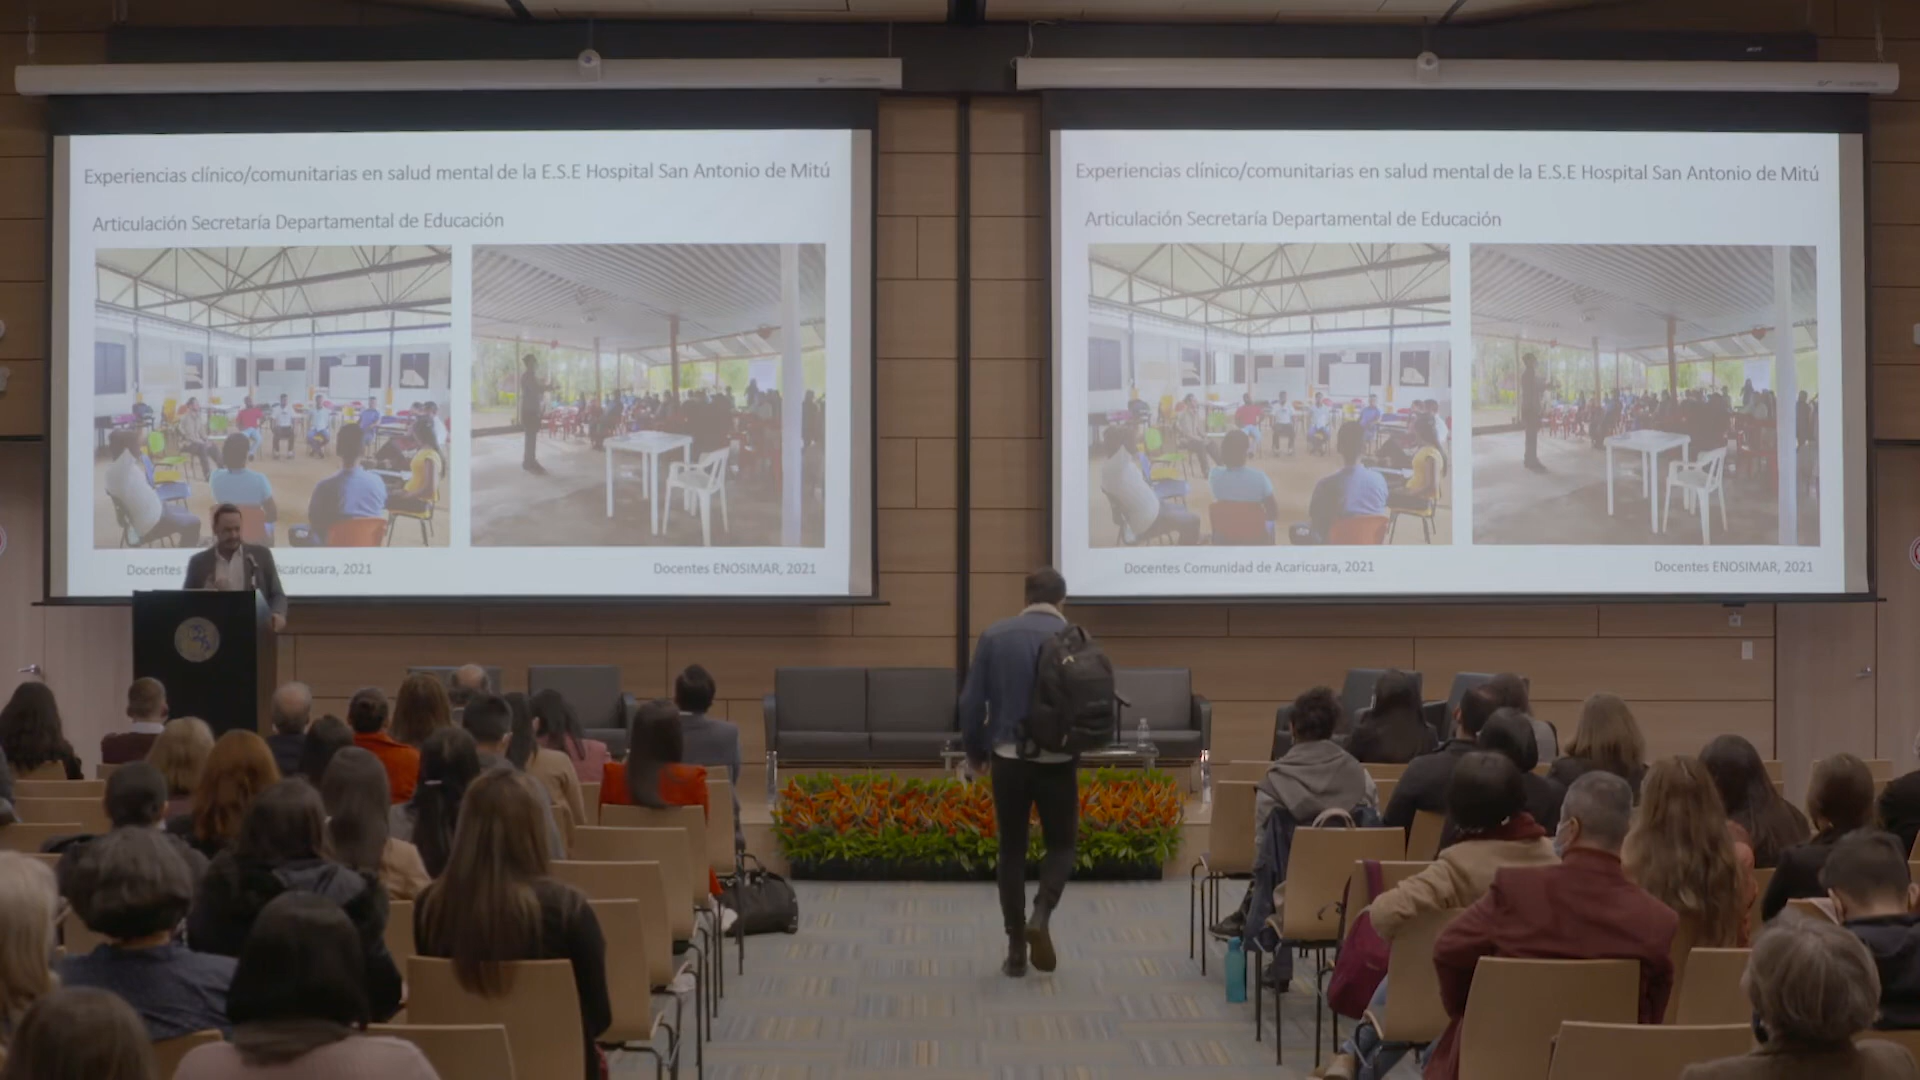 Experiencias clínico/comunitarias en salud mental de la E.S.E Hospital San Antonio de Mitú
Articulación Secretaría Departamental de Educación
Docentes Acaricuara, 2021
Docentes ENOSIMAR, 2021
Experiencias clínico/comunitarias en salud mental de la E.S.E Hospital San Antonio de Mitú
Articulación Secretaría Departamental de Educación
Docentes Comunidad de Acaricuara, 2021
Docentes ENOSIMAR, 2021